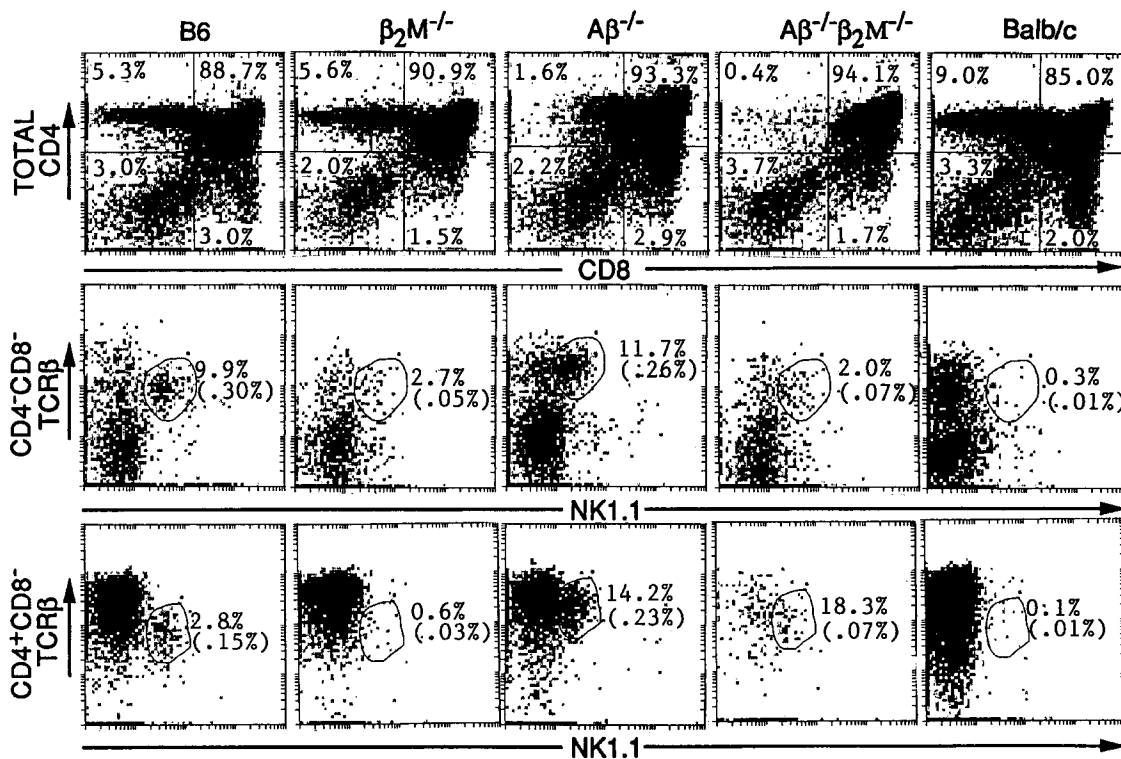 B6 β₂M⁻/⁻ Aβ⁻/⁻ Aβ⁻/⁻β₂M⁻/⁻ Balb/c
5.3% 88.7% 5.6% 90.9% 1.6% 93.3% 0.4% 94.1% 9.0% 85.0%
TOTAL
CD4
3.0% 2.0% 2.2% 3.7% 3.3%
3.0% 1.5% 2.9% 1.7% 2.0%
CD8
CD4⁻CD8⁻
TCRβ
9.9% 2.7% 11.7% 2.0% 0.3%
(.30%) (.05%) (.26%) (.07%) (.01%)
NK1.1
CD4⁺CD8⁻
TCRβ
2.8% 0.6% 14.2% 18.3% 0.1%
(.15%) (.03%) (.23%) (.07%) (.01%)
NK1.1